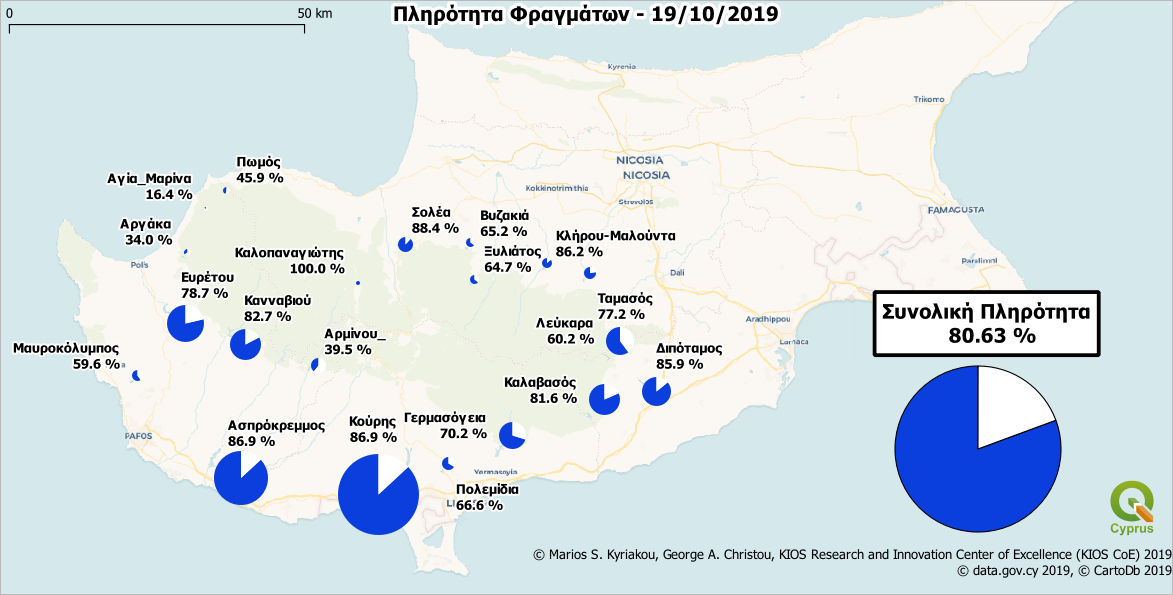 0 50 km
Πληρότητα Φραγμάτων - 19/10/2019
Kyrenia
Trikomo
NICOSIA
NICOSIA
Kokkinotrimithia
Strovolos
FAMAGUSTA
Paralimni
Πωμός
45.9 %
Αγία_Μαρίνα
16.4 %
Αργάκα
34.0 %
Polis
Σολέα
88.4 %
Βυζακιά
65.2 %
Ξυλιάτος
64.7 %
Κλήρου-Μαλούντα
86.2 %
Dali
Καλοπαναγιώτης
100.0 %
Ευρέτου
78.7 %
Κανναβιού
82.7 %
Αρμίνου_
39.5 %
Ταμασός
77.2 %
Λεύκαρα
60.2 %
Διπόταμος
85.9 %
Aradhippou
Larnaca
Συνολική Πληρότητα
80.63 %
Μαυροκόλυμπος
59.6 %
Καλαβασός
81.6 %
PAFOS
Ασπρόκρεμμος
86.9 %
Κούρης
86.9 %
Γερμασόγεια
70.2 %
Yermasoyia
Πολεμίδια
66.6 %
Cyprus
© Marios S. Kyriakou, George A. Christou, KIOS Research and Innovation Center of Excellence (KIOS CoE) 2019
© data.gov.cy 2019, © CartoDb 2019